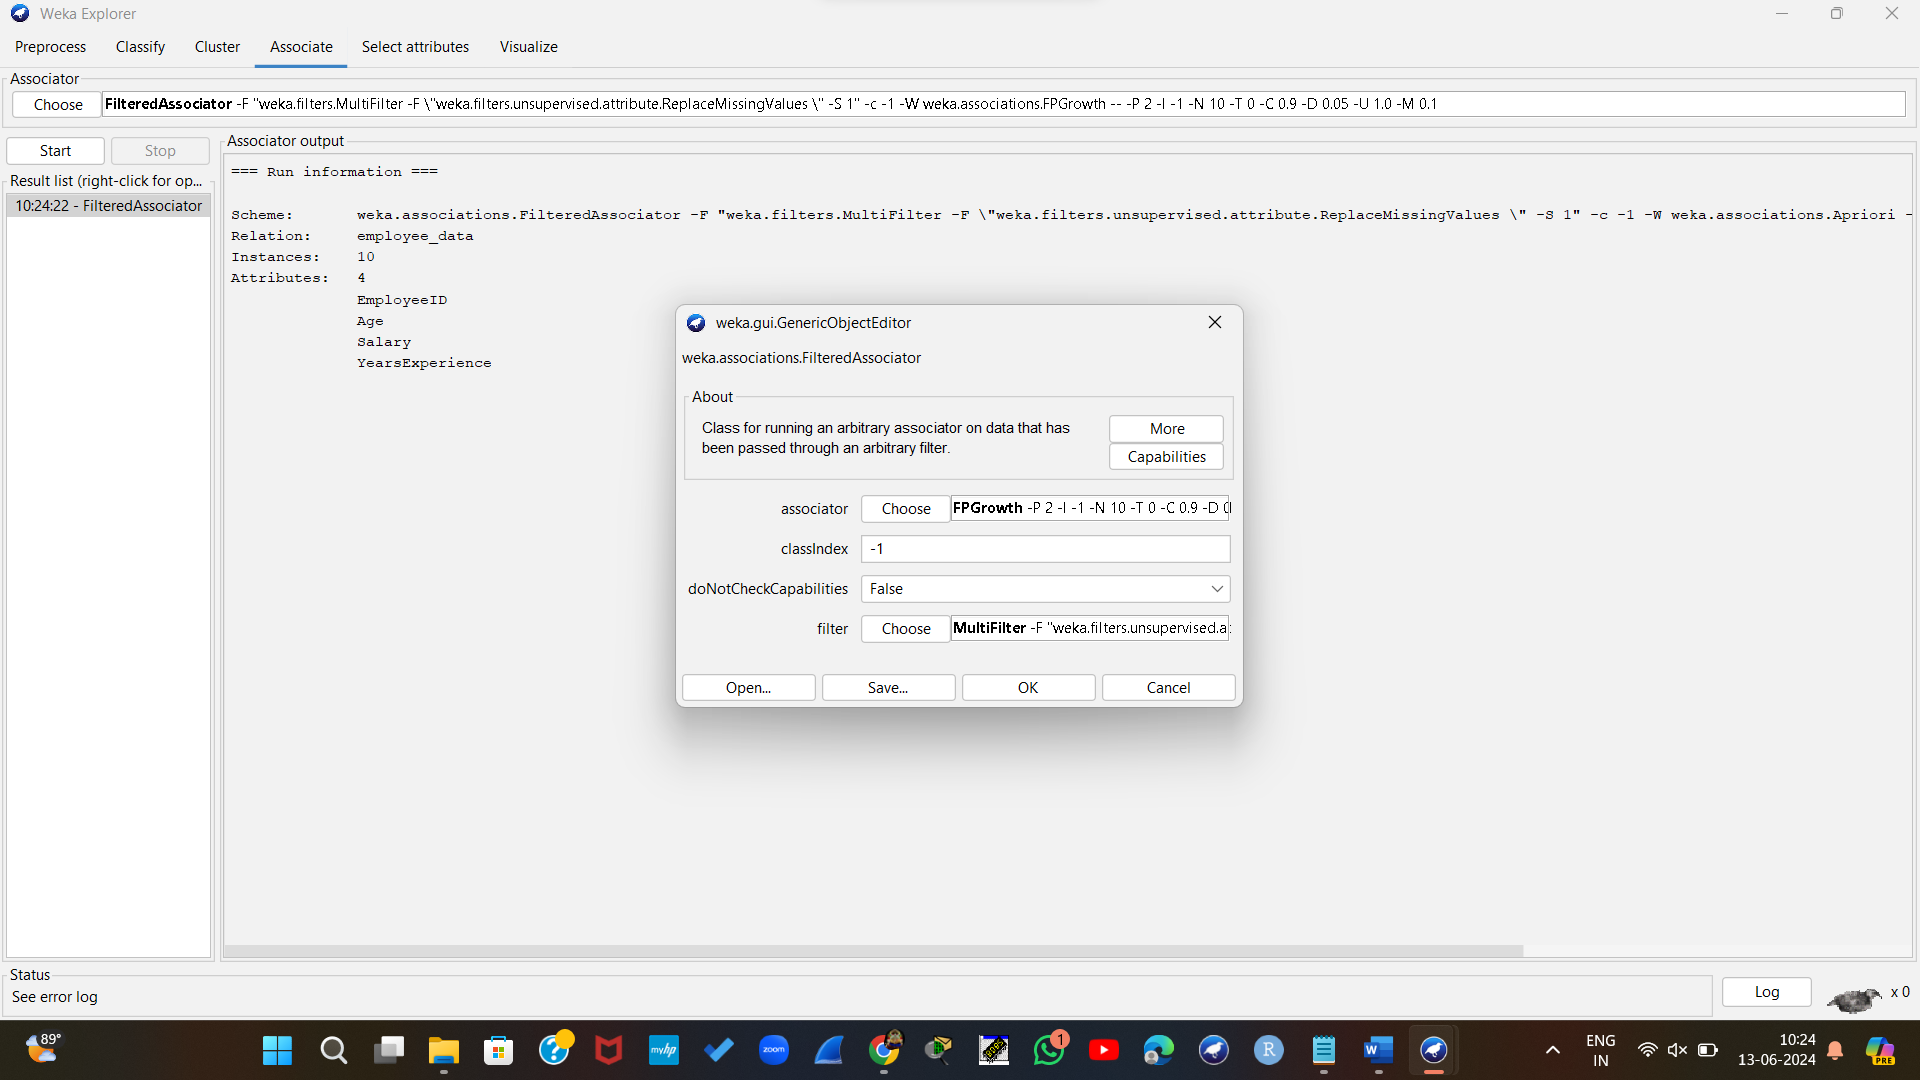 Weka Explorer
Preprocess Classify Cluster Associate Select attributes Visualize
Associator
Choose FilteredAssociator -F "weka.filters.MultiFilter -F \"weka.filters.unsupervised.attribute.ReplaceMissingValues \" -S 1" -c -1 -W weka.associations.FPGrowth -- -P 2 -I -1 -N 10 -T 0 -C 0.9 -D 0.05 -U 1.0 -M 0.1
Start Stop
Result list (right-click for op...
10:24:22 - FilteredAssociator
Associator output
=== Run information ===
Scheme: weka.associations.FilteredAssociator -F "weka.filters.MultiFilter -F \"weka.filters.unsupervised.attribute.ReplaceMissingValues \" -S 1" -c -1 -W weka.associations.Apriori -
Relation: employee_data
Instances: 10
Attributes: 4
EmployeeID
Age
Salary
YearsExperience
weka.gui.GenericObjectEditor
weka.associations.FilteredAssociator
About
Class for running an arbitrary associator on data that has
been passed through an arbitrary filter.
More
Capabilities
associator Choose FPGrowth -P 2 -I -1 -N 10 -T 0 -C 0.9 -D
classIndex -1
doNotCheckCapabilities False
filter Choose MultiFilter -F "weka.filters.unsupervised.a
Open... Save... OK Cancel
Status
See error log
Log x 0
89°
myhp
zoom
1
R
W
ENG
IN
10:24
13-06-2024
PRE